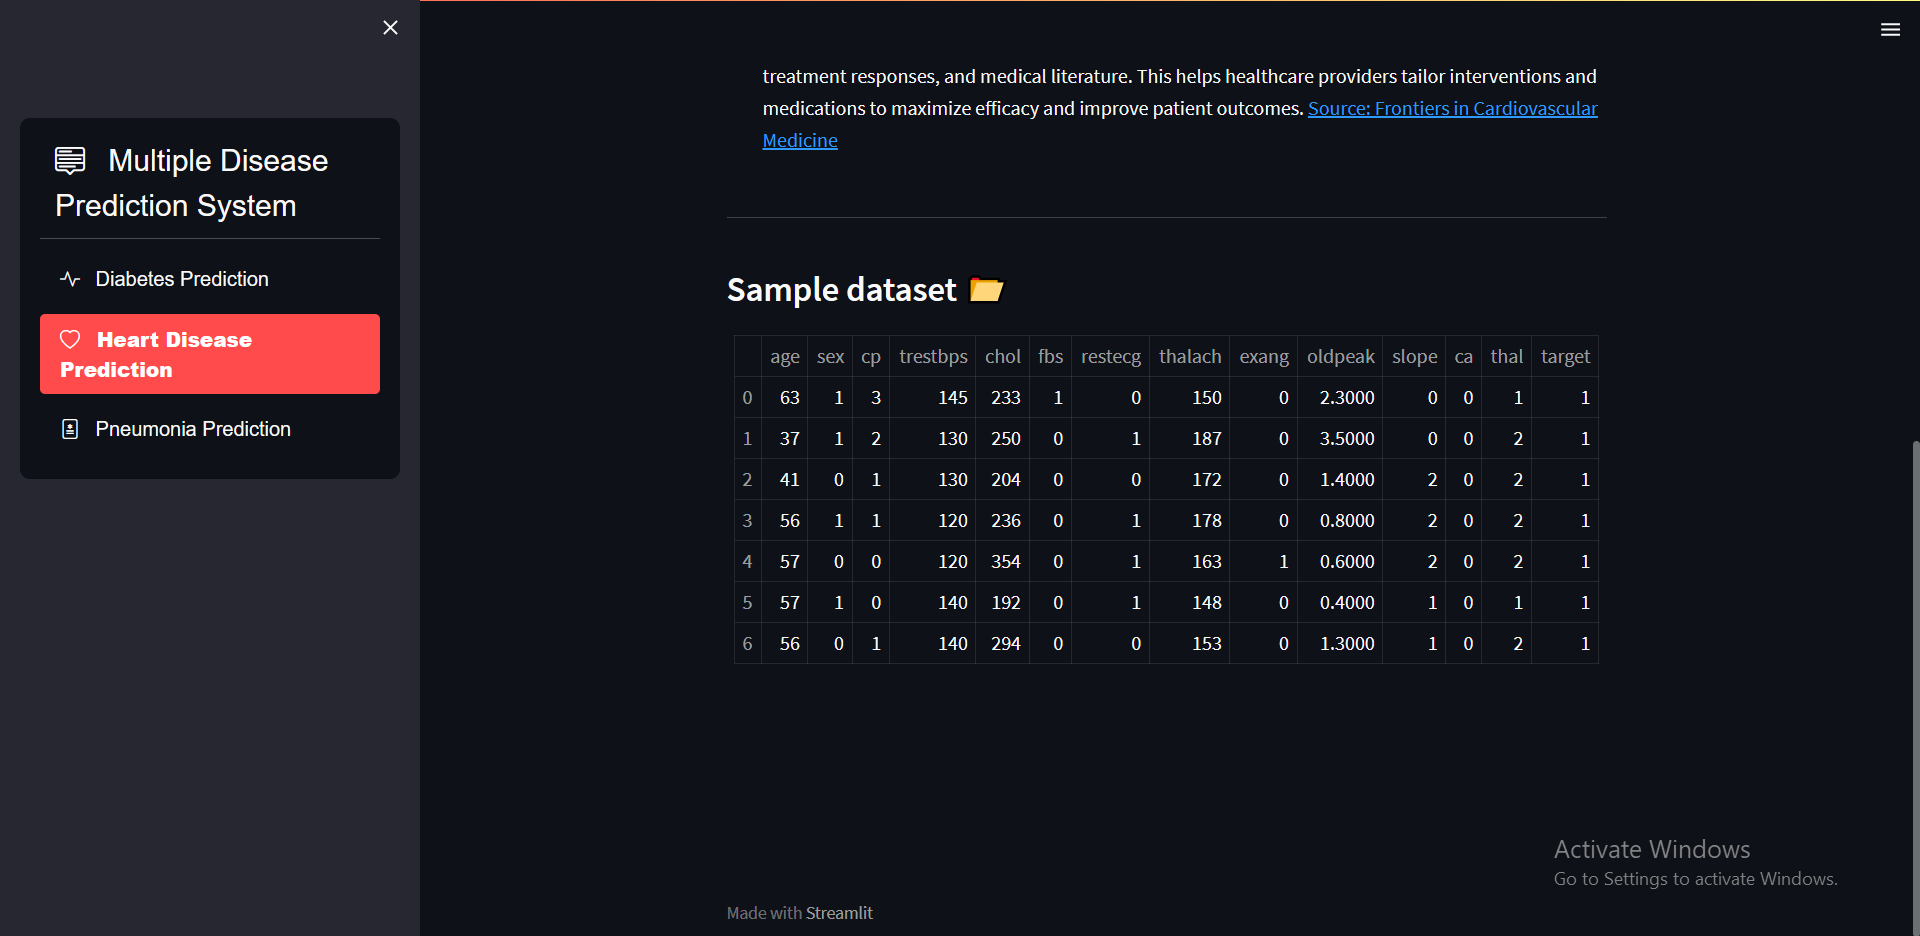 Multiple Disease
Prediction System
Diabetes Prediction
Heart Disease
Prediction
Pneumonia Prediction
treatment responses, and medical literature. This helps healthcare providers tailor interventions and
medications to maximize efficacy and improve patient outcomes. Source: Frontiers in Cardiovascular
Medicine
Sample dataset
age sex cp trestbps chol fbs restecg thalach exang oldpeak slope ca thal target
0 63 1 3 145 233 1 0 150 0 2.3000 0 0 1 1
1 37 1 2 130 250 0 1 187 0 3.5000 0 0 2 1
2 41 0 1 130 204 0 0 172 0 1.4000 2 0 2 1
3 56 1 1 120 236 0 1 178 0 0.8000 2 0 2 1
4 57 0 0 120 354 0 1 163 1 0.6000 2 0 2 1
5 57 1 0 140 192 0 1 148 0 0.4000 1 0 1 1
6 56 0 1 140 294 0 0 153 0 1.3000 1 0 2 1
Activate Windows
Go to Settings to activate Windows.
Made with Streamlit